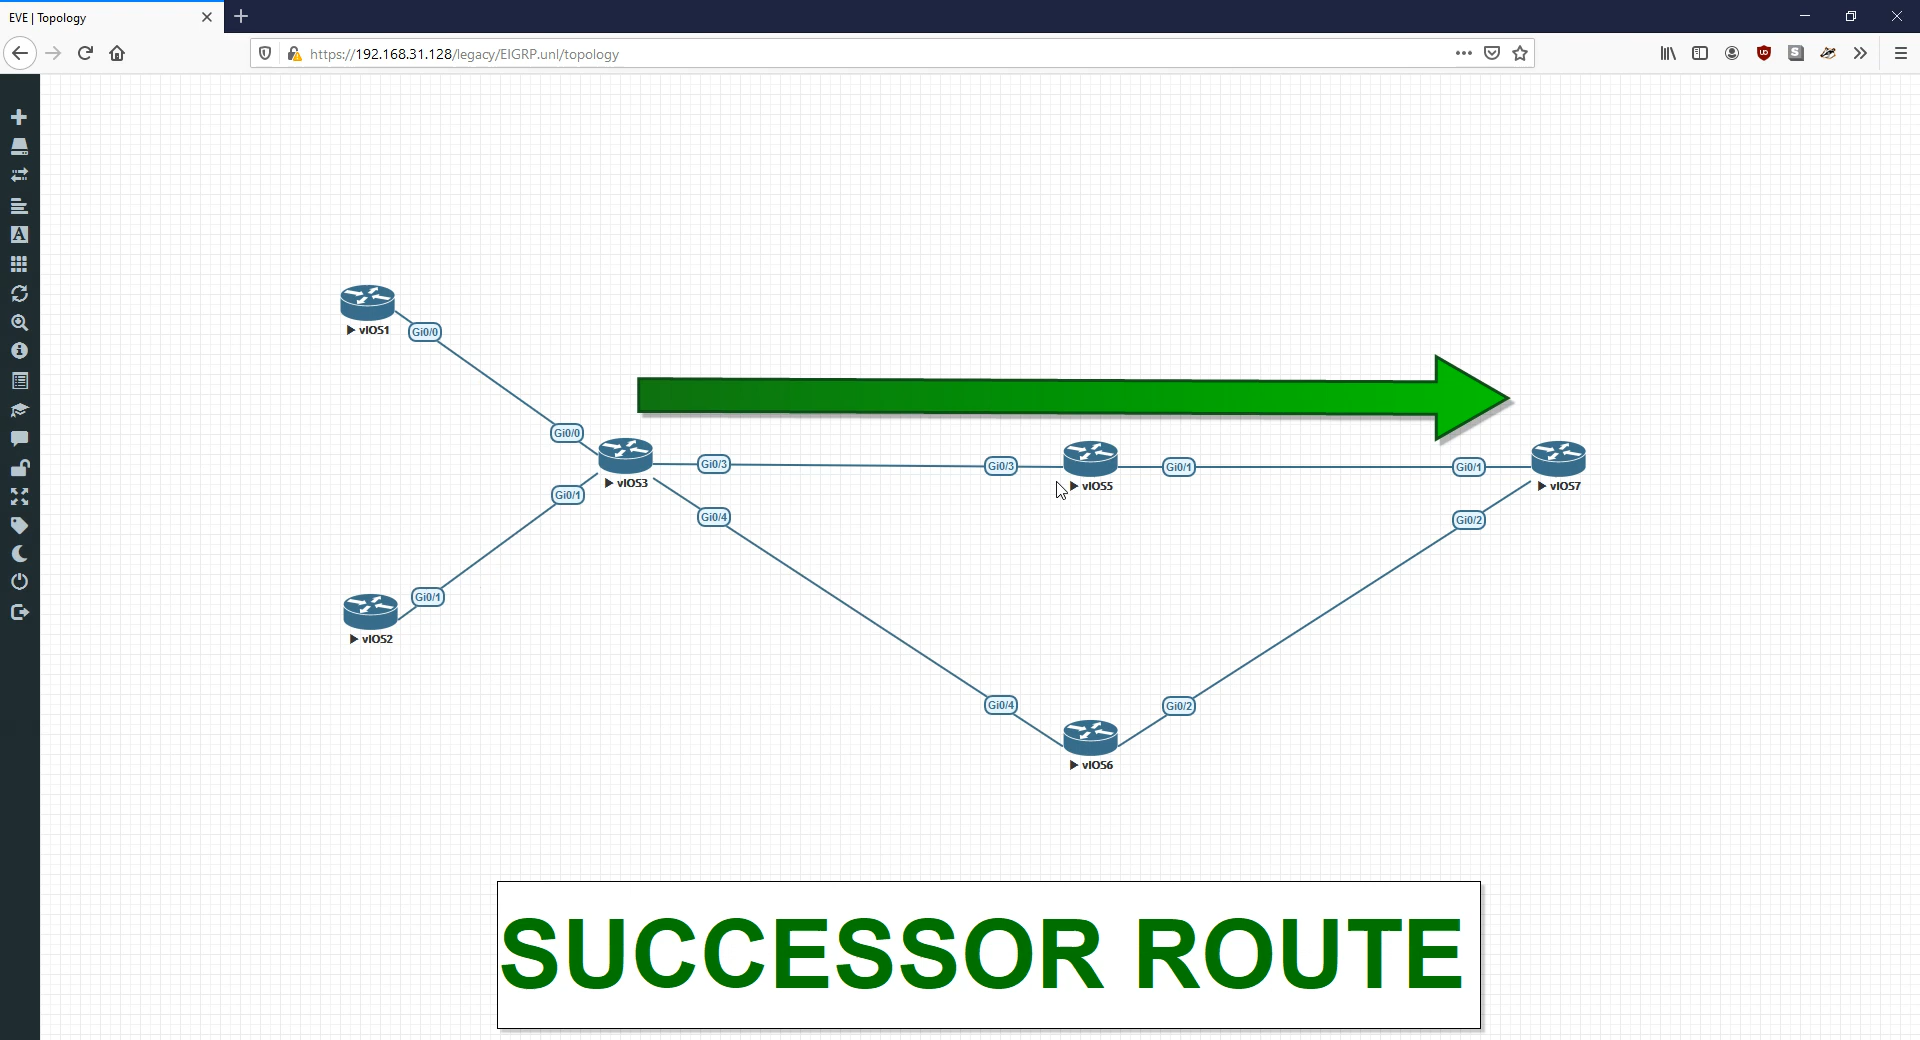 EVE | Topology
https://192.168.31.128/legacy/EIGRP.unl/topology
vIOS1
Gi0/0
Gi0/0
vIOS3
Gi0/3
Gi0/3
vIOS5
Gi0/1
Gi0/1
vIOS7
Gi0/1
Gi0/4
Gi0/2
Gi0/1
vIOS2
Gi0/4
Gi0/2
vIOS6
SUCCESSOR ROUTE